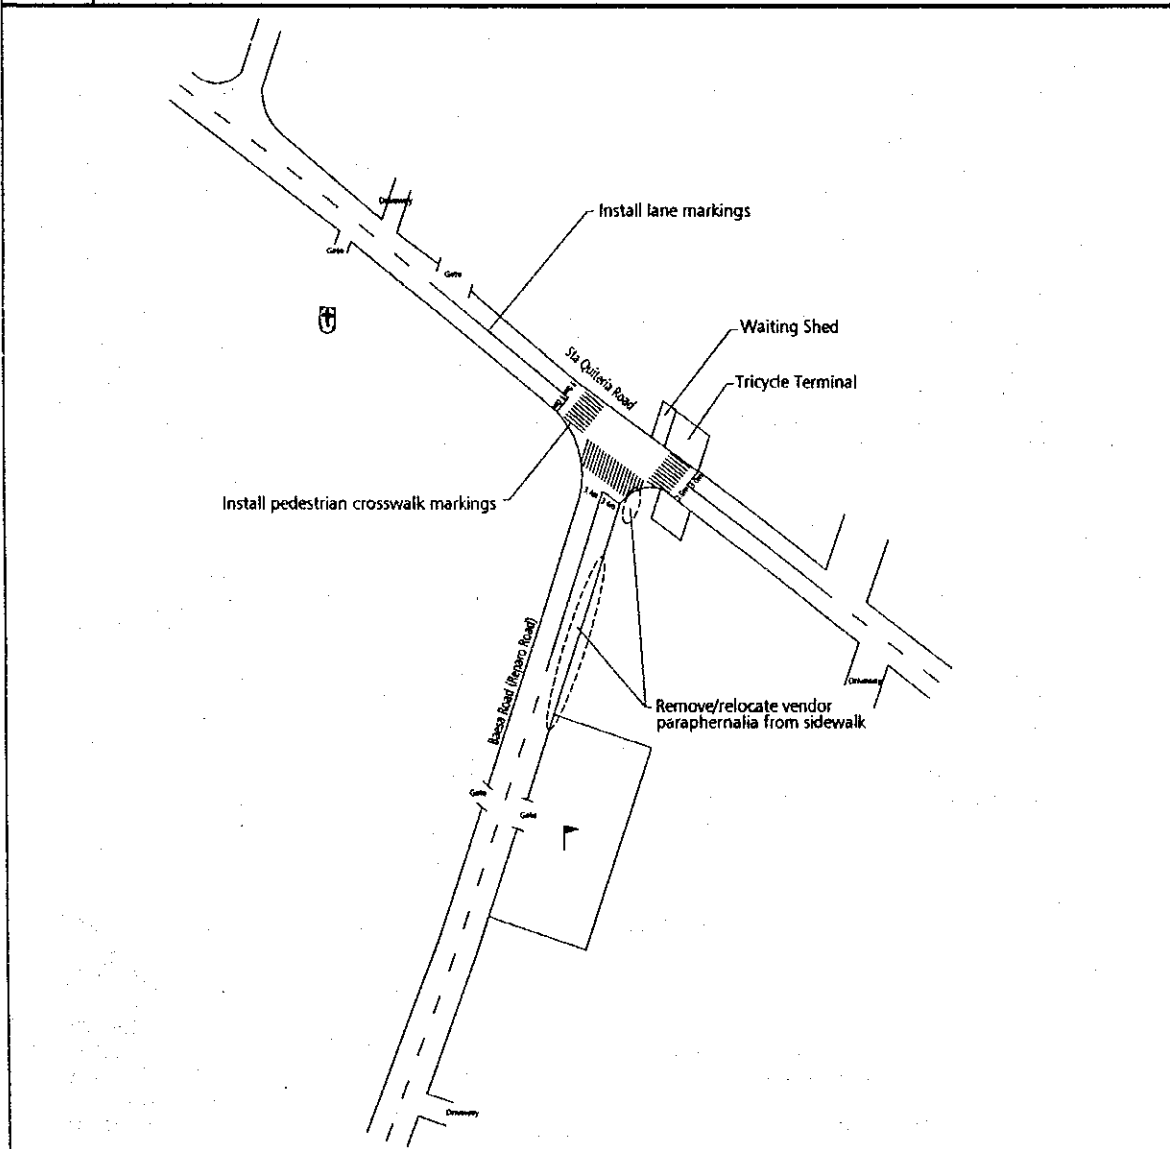 Driveway
Install lane markings
Gate
Gate
Waiting Shed
Sta Quiteria Road
Tricycle Terminal
Install pedestrian crosswalk markings
Baesa Road (Reparo Road)
Driveway
Remove/relocate vendor
paraphernalia from sidewalk
Gate
Gate
Driveway